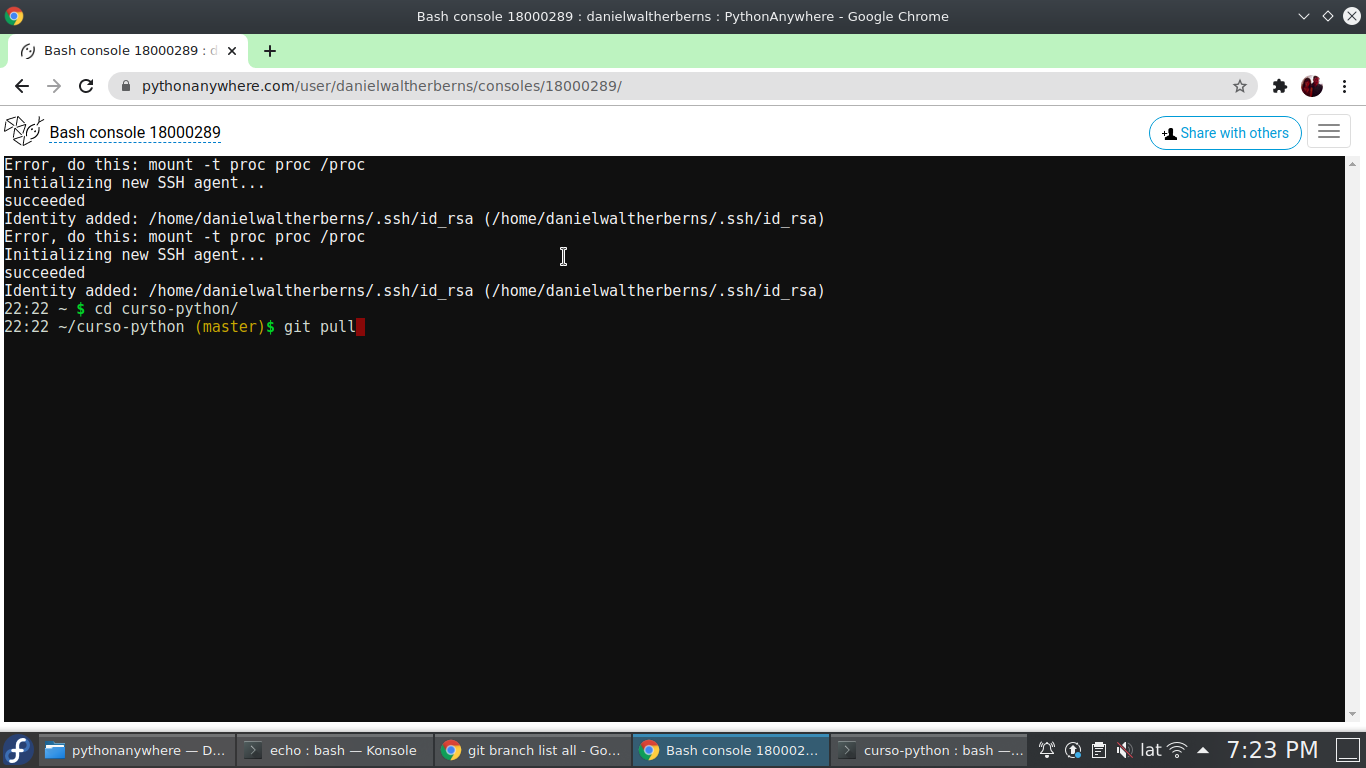 Bash console 18000289 : danielwaltherberns : PythonAnywhere - Google Chrome
Bash console 18000289 : d
pythonanywhere.com/user/danielwaltherberns/consoles/18000289/
Bash console 18000289
Share with others
Error, do this: mount -t proc proc /proc
Initializing new SSH agent...
succeeded
Identity added: /home/danielwaltherberns/.ssh/id_rsa (/home/danielwaltherberns/.ssh/id_rsa)
Error, do this: mount -t proc proc /proc
Initializing new SSH agent...
succeeded
Identity added: /home/danielwaltherberns/.ssh/id_rsa (/home/danielwaltherberns/.ssh/id_rsa)
22:22 ~ $ cd curso-python/
22:22 ~/curso-python (master)$ git pull
pythonanywhere — D...
echo : bash — Konsole
git branch list all - Go...
Bash console 180002...
curso-python : bash —...
lat
7:23 PM